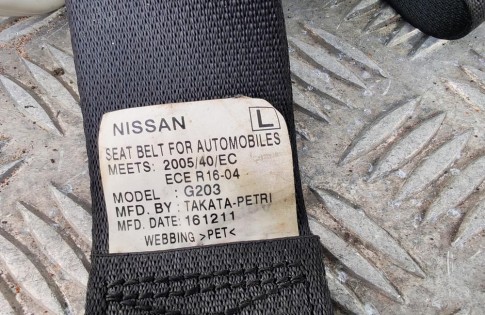 NISSAN L
SEAT BELT FOR AUTOMOBILES
MEETS: 2005/40/EC
ECE R16-04
MODEL : G203
MFD. BY : TAKATA-PETRI
MFD. DATE: 161211
WEBBING >PET<